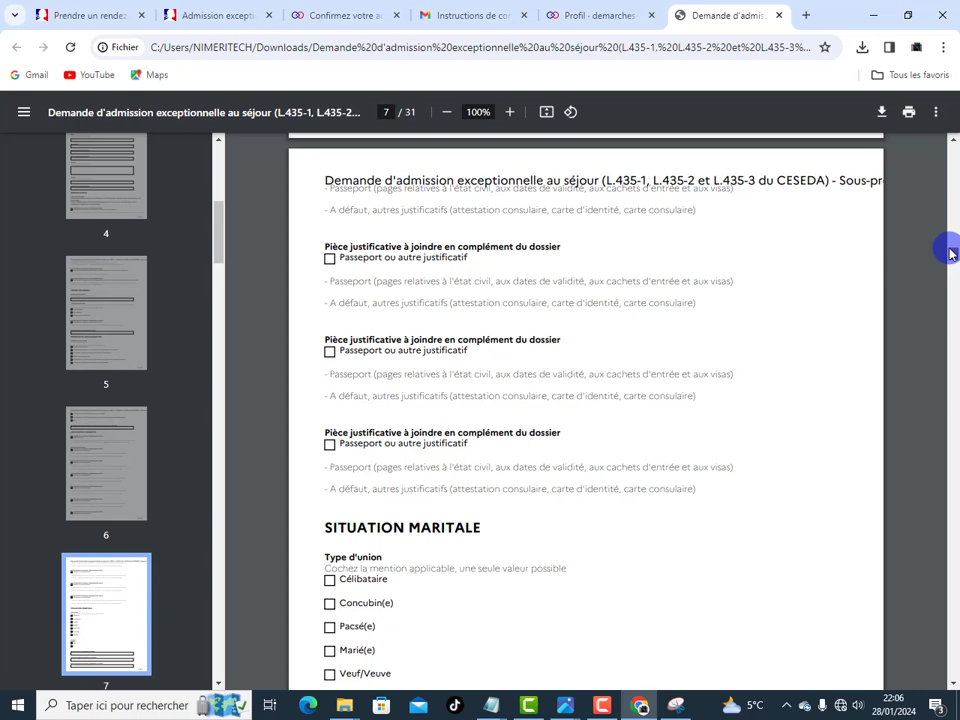 Prendre un rendez
Admission excepti
Confirmez votre ac
Instructions de con
Profil - demarches
Demande d'admiss
Fichier
C:/Users/NIMERITECH/Downloads/Demande%20d'admission%20exceptionnelle%20au%20séjour%20(L.435-1,%20L.435-2%20et%20L.435-3%...
Gmail
YouTube
Maps
Tous les favoris
Demande d'admission exceptionnelle au séjour (L.435-1, L.435-2...
7 / 31
100%
Demande d'admission exceptionnelle au séjour (L.435-1, L.435-2 et L.435-3 du CESEDA) - Sous-pr
- Passeport (pages relatives à l'état civil, aux dates de validité, aux cachets d'entrée et aux visas)
- A défaut, autres justificatifs (attestation consulaire, carte d'identité, carte consulaire)
Pièce justificative à joindre en complément du dossier
Passeport ou autre justificatif
- Passeport (pages relatives à l'état civil, aux dates de validité, aux cachets d'entrée et aux visas)
- A défaut, autres justificatifs (attestation consulaire, carte d'identité, carte consulaire)
Pièce justificative à joindre en complément du dossier
Passeport ou autre justificatif
- Passeport (pages relatives à l'état civil, aux dates de validité, aux cachets d'entrée et aux visas)
- A défaut, autres justificatifs (attestation consulaire, carte d'identité, carte consulaire)
Pièce justificative à joindre en complément du dossier
Passeport ou autre justificatif
- Passeport (pages relatives à l'état civil, aux dates de validité, aux cachets d'entrée et aux visas)
- A défaut, autres justificatifs (attestation consulaire, carte d'identité, carte consulaire)
SITUATION MARITALE
Type d'union
Cochez la mention applicable, une seule valeur possible
Célibataire
Concubin(e)
Pacsé(e)
Marié(e)
Veuf/Veuve
4
5
6
7
Taper ici pour rechercher
5°C
22:06
28/01/2024
3